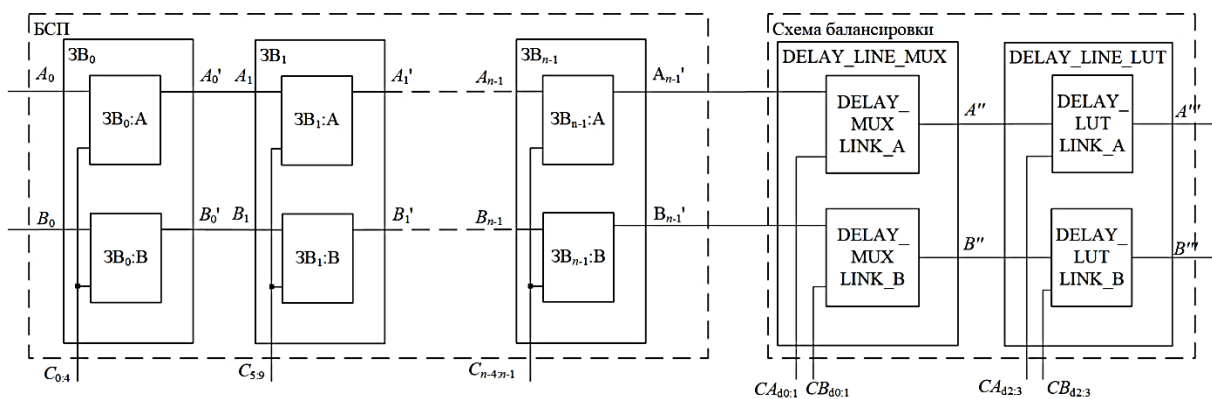 БСП
Схема балансировки
ЗВ₀
ЗВ₁
ЗВₙ₋₁
DELAY_LINE_MUX
DELAY_LINE_LUT
A₀
A₀'
A₁
A₁'
Aₙ₋₁
Aₙ₋₁'
A''
A'''
ЗВ₀:A
ЗВ₁:A
ЗВₙ₋₁:A
DELAY_
MUX
LINK_A
DELAY_
LUT
LINK_A
B₀
B₀'
B₁
B₁'
Bₙ₋₁
Bₙ₋₁'
B''
B'''
ЗВ₀:B
ЗВ₁:B
ЗВₙ₋₁:B
DELAY_
MUX
LINK_B
DELAY_
LUT
LINK_B
C₀:₄
C₅:₉
Cₙ₋₄:ₙ₋₁
CAd0:1
CBd0:1
CAd2:3
CBd2:3